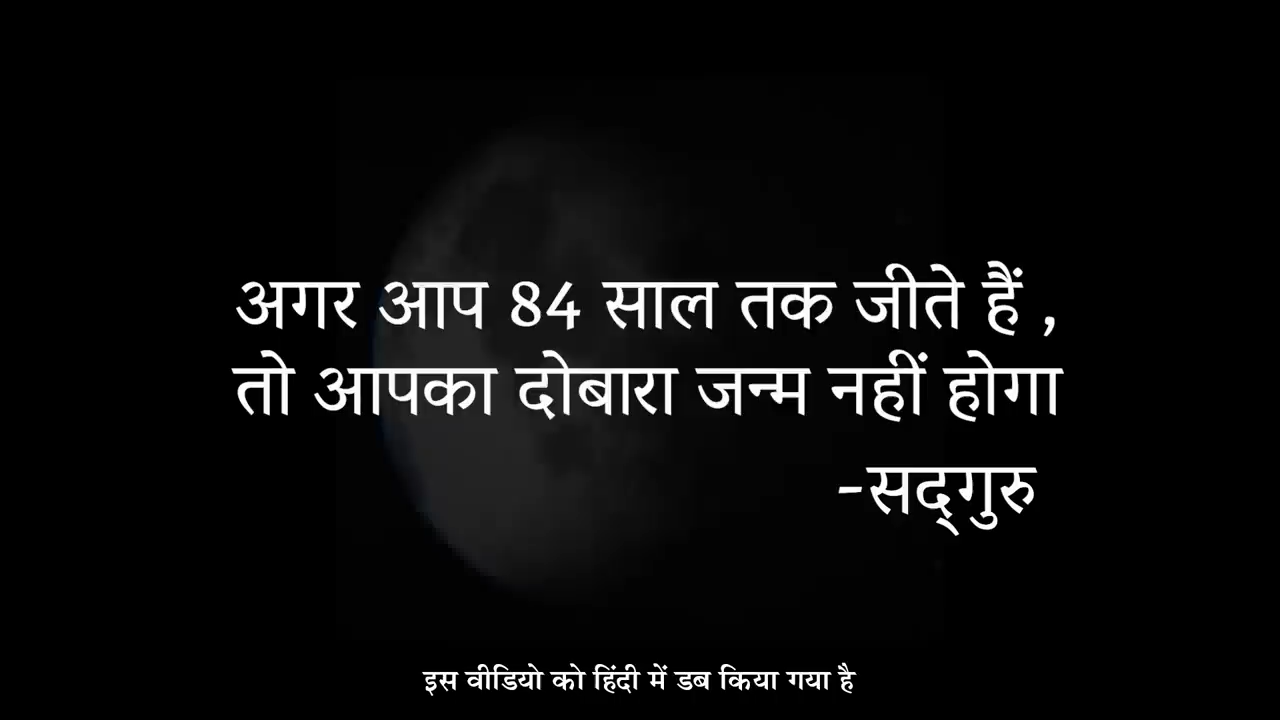 अगर आप 84 साल तक जीते हैं ,
तो आपका दोबारा जन्म नहीं होगा
-सद्‌गुरु
इस वीडियो को हिंदी में डब किया गया है